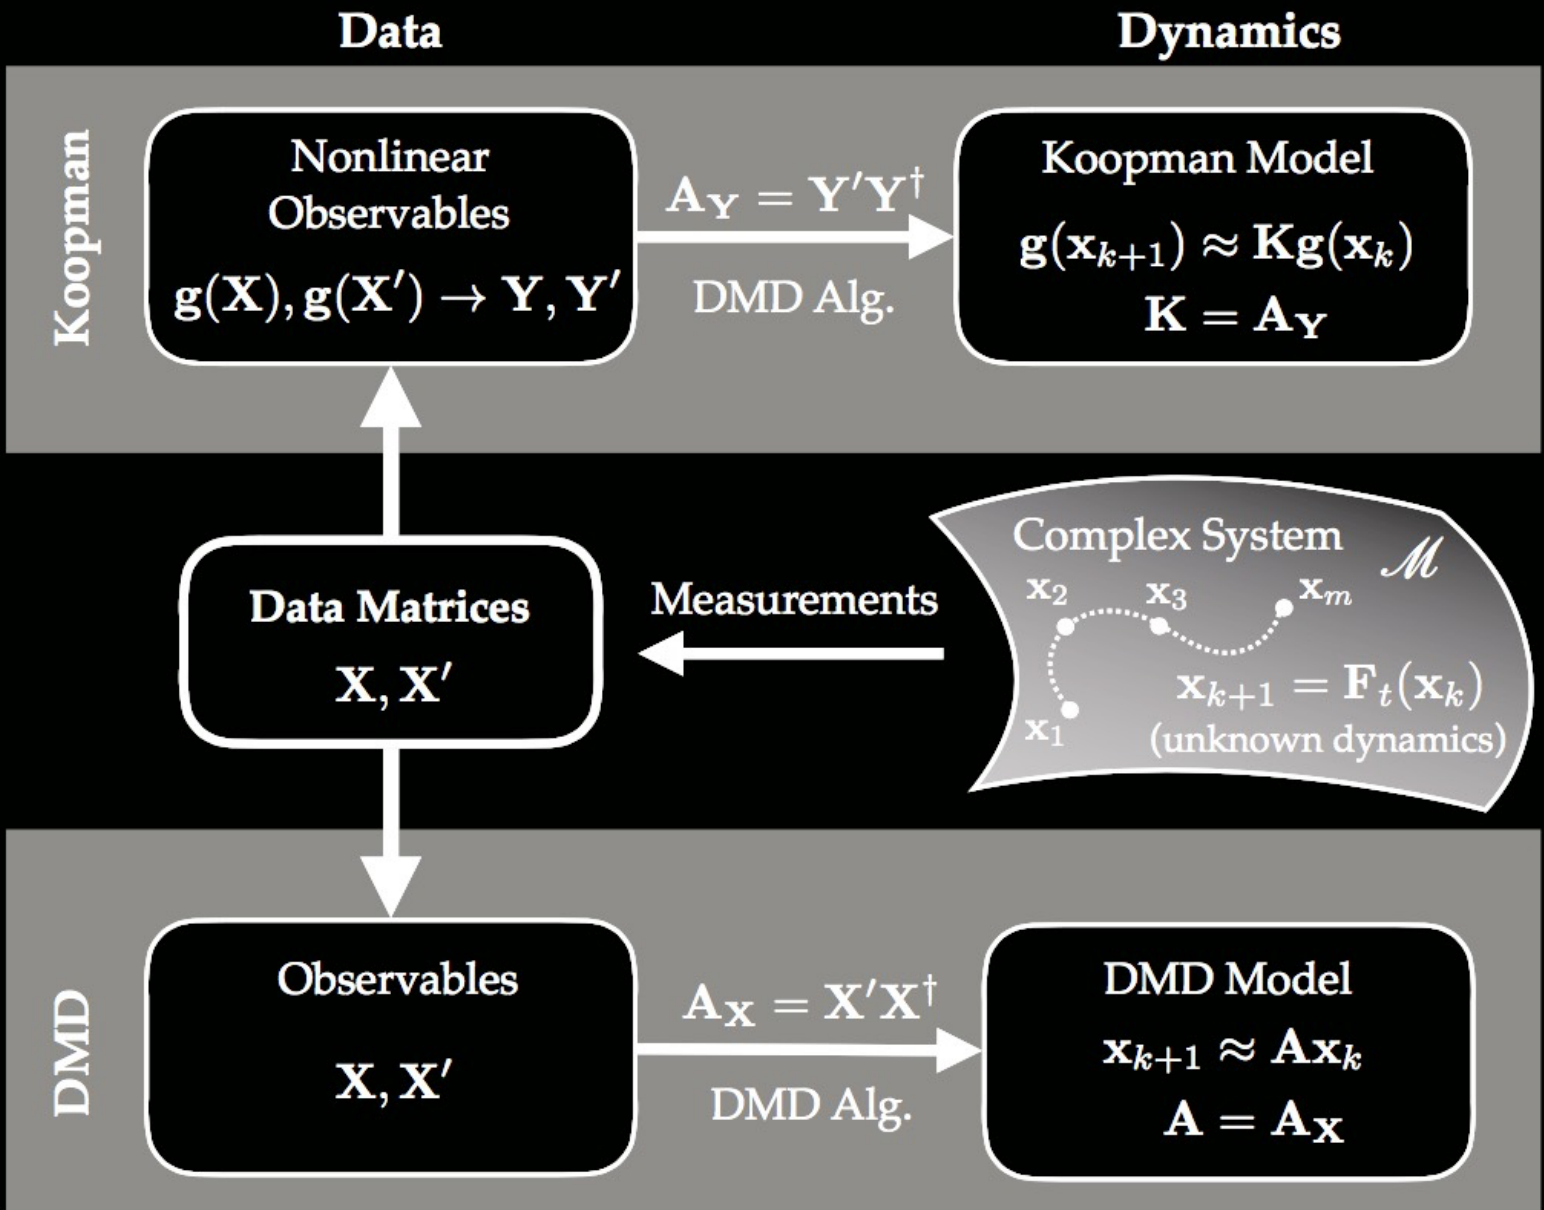 Data
Dynamics
Koopman
Nonlinear
Observables
g(X), g(X′) → Y, Y′
A_Y = Y′Y†
DMD Alg.
Koopman Model
g(x_{k+1}) ≈ Kg(x_k)
K = A_Y
Data Matrices
X, X′
Measurements
Complex System
ℳ
x_2
x_3
x_m
x_{k+1} = F_t(x_k)
x_1
(unknown dynamics)
DMD
Observables
X, X′
A_X = X′X†
DMD Alg.
DMD Model
x_{k+1} ≈ Ax_k
A = A_X